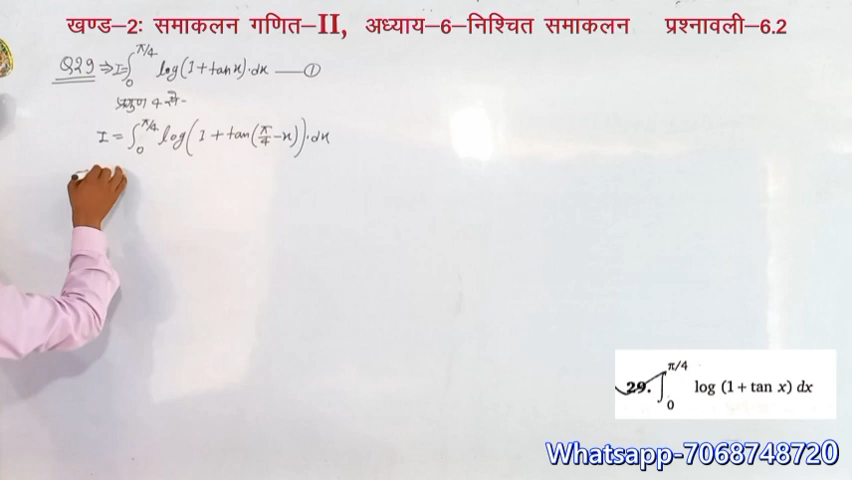 खण्ड–2: समाकलन गणित–II, अध्याय–6–निश्चित समाकलन प्रश्नावली–6.2
Q29 ⇒ I = ∫₀^π/4 log(1+tanx)·dx —— ①
प्रगुण 4 से-
I = ∫₀^π/4 log(1+tan(π/4-x))·dx
29. ∫₀^π/4 log (1 + tan x) dx
Whatsapp-7068748720